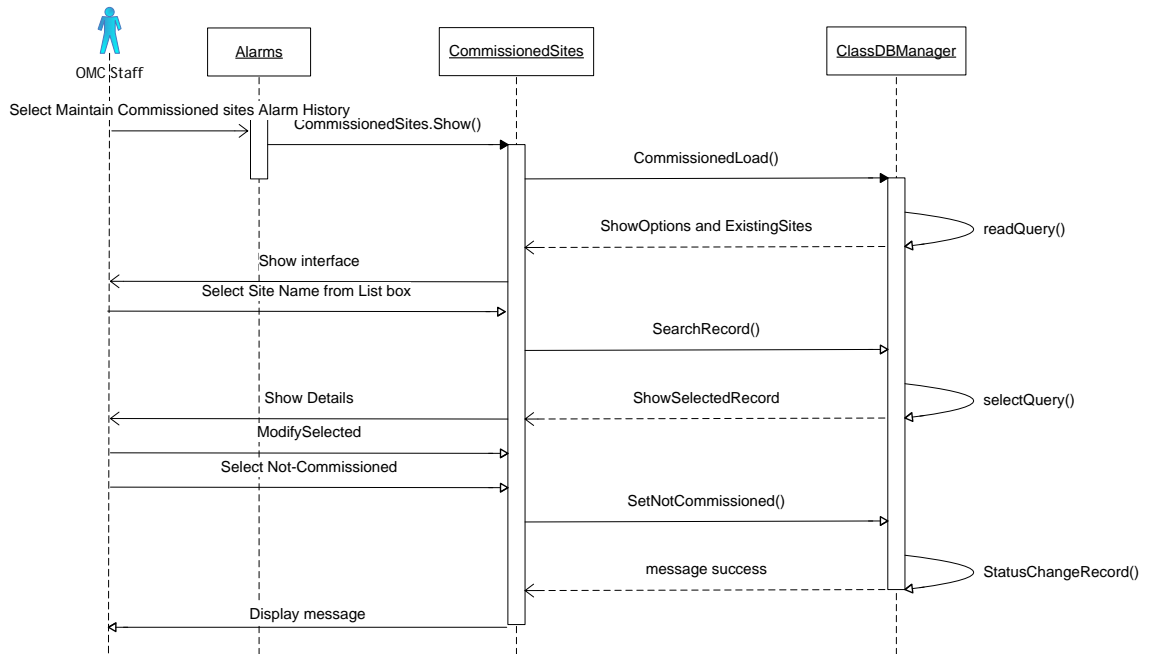 OMC Staff
Alarms
CommissionedSites
ClassDBManager
Select Maintain Commissioned sites Alarm History
CommissionedSites.Show()
CommissionedLoad()
ShowOptions and ExistingSites
readQuery()
Show interface
Select Site Name from List box
SearchRecord()
Show Details
ShowSelectedRecord
selectQuery()
ModifySelected
Select Not-Commissioned
SetNotCommissioned()
message success
StatusChangeRecord()
Display message